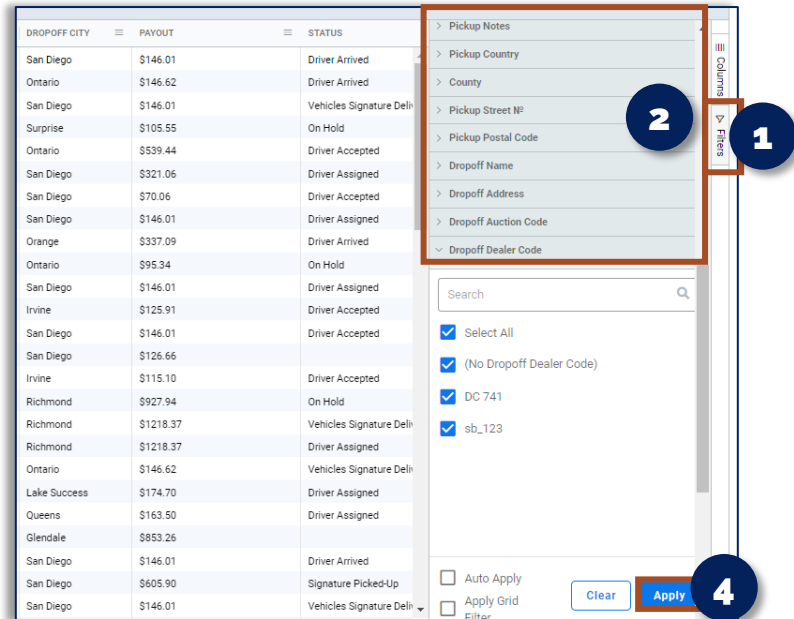 DROPOFF CITY PAYOUT STATUS
San Diego $146.01 Driver Arrived
Ontario $146.62 Driver Arrived
San Diego $146.01 Vehicles Signature Deliv
Surprise $105.55 On Hold
Ontario $539.44 Driver Accepted
San Diego $321.06 Driver Assigned
San Diego $70.06 Driver Accepted
San Diego $146.01 Driver Assigned
Orange $337.09 Driver Arrived
Ontario $95.34 On Hold
San Diego $146.01 Driver Assigned
Irvine $125.91 Driver Accepted
San Diego $146.01 Driver Accepted
San Diego $126.66
Irvine $115.10 Driver Accepted
Richmond $927.94 On Hold
Richmond $1218.37 Vehicles Signature Deliv
Richmond $1218.37 Driver Assigned
Ontario $146.62 Vehicles Signature Deliv
Lake Success $174.70 Driver Assigned
Queens $163.50 Driver Assigned
Glendale $853.26
San Diego $146.01 Driver Arrived
San Diego $605.90 Signature Picked-Up
San Diego $146.01 Vehicles Signature Deliv
Pickup Notes
Pickup Country
County
Pickup Street №
Pickup Postal Code
Dropoff Name
Dropoff Address
Dropoff Auction Code
Dropoff Dealer Code
Search
Select All
(No Dropoff Dealer Code)
DC 741
sb_123
Auto Apply
Apply Grid
Filter
Clear
Apply
Columns
Filters
2
1
4